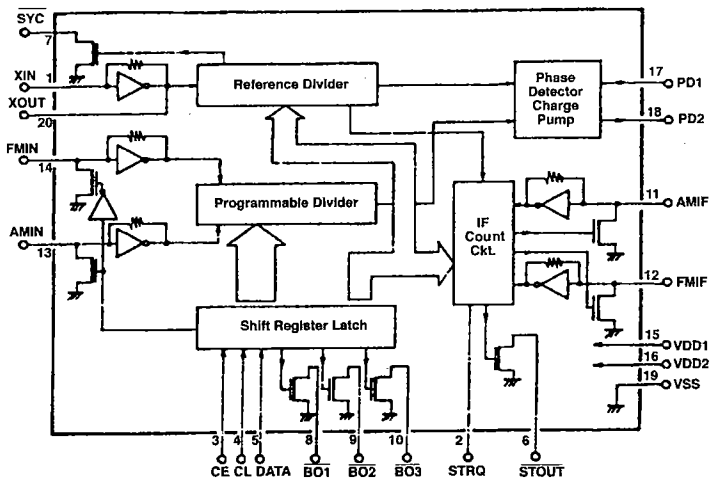 SYC
7
XIN
1
XOUT
20
FMIN
14
AMIN
13
Reference Divider
Programmable Divider
Shift Register Latch
Phase
Detector
Charge
Pump
IF
Count
Ckt.
17
PD1
18
PD2
11
AMIF
12
FMIF
15
VDD1
16
VDD2
19
VSS
3 4 5 8 9 10 2 6
CE CL DATA BO1 BO2 BO3 STRQ STOUT